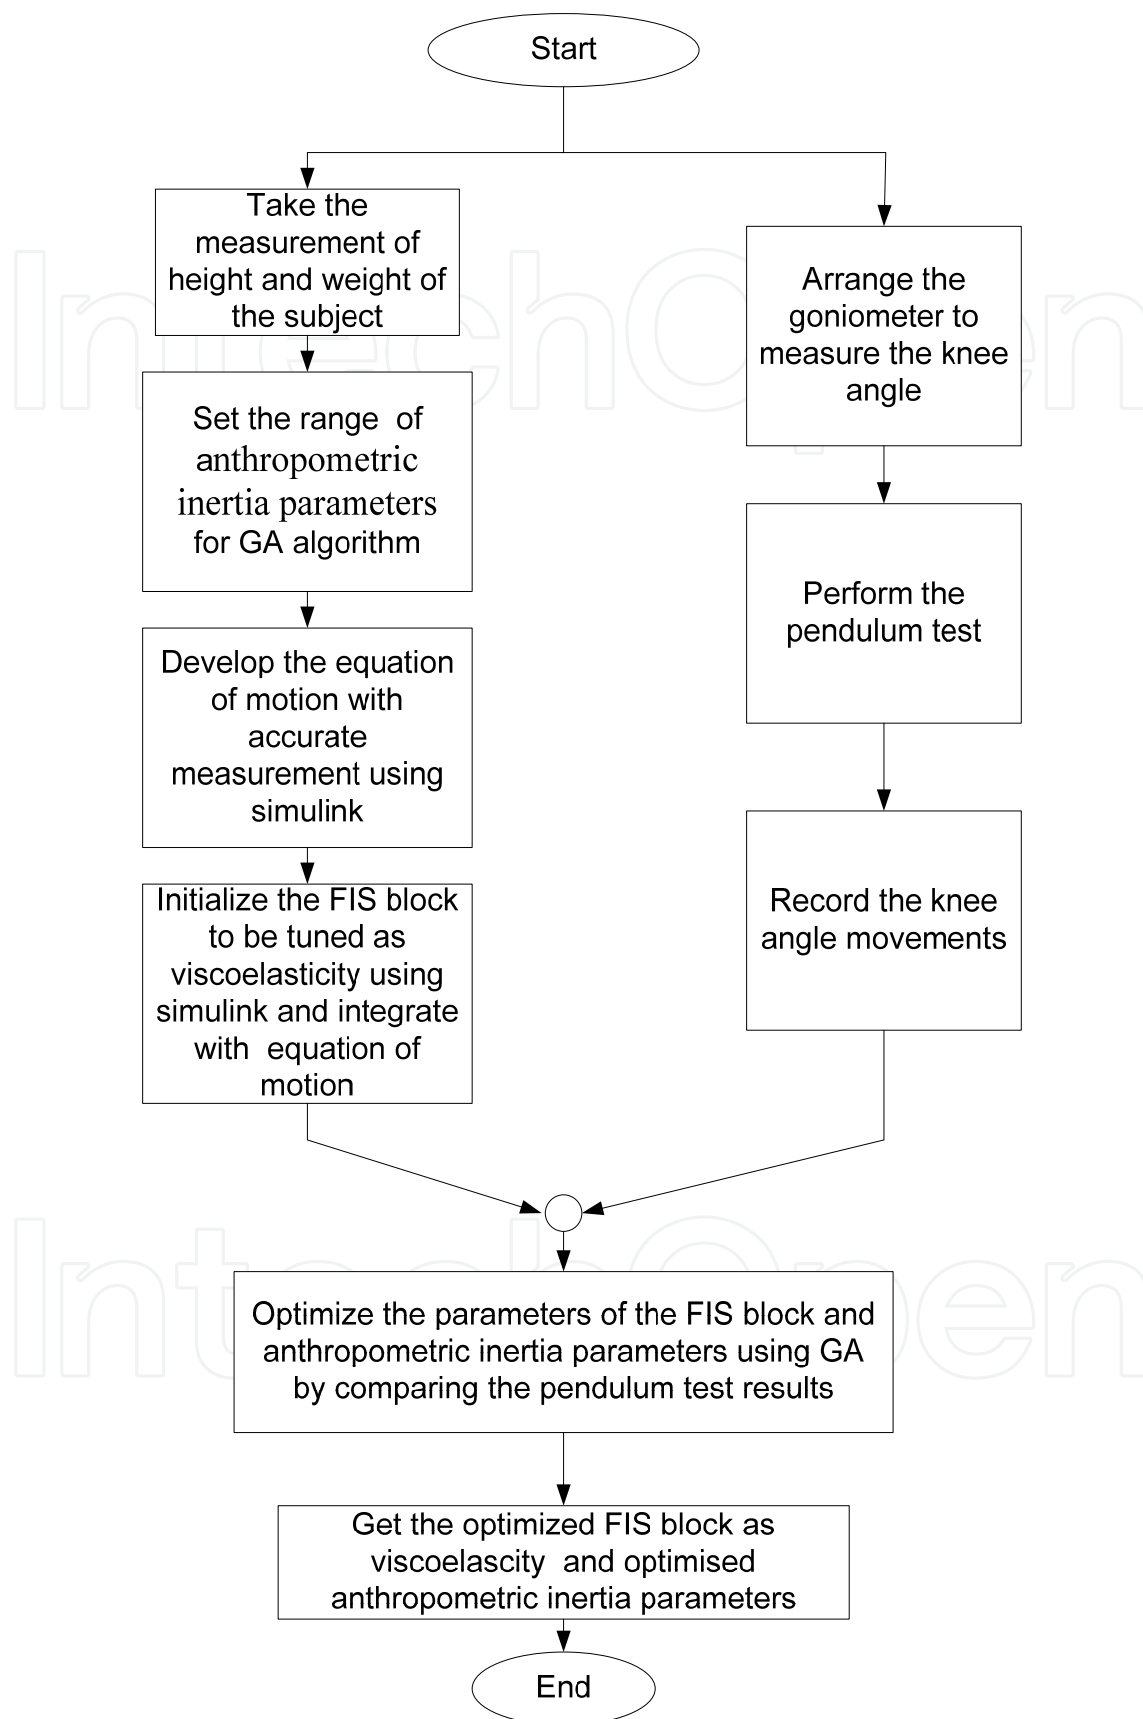 Start
Take the
measurement of
height and weight of
the subject
Set the range of
anthropometric
inertia parameters
for GA algorithm
Develop the equation
of motion with
accurate
measurement using
simulink
Initialize the FIS block
to be tuned as
viscoelasticity using
simulink and integrate
with equation of
motion
Arrange the
goniometer to
measure the knee
angle
Perform the
pendulum test
Record the knee
angle movements
Optimize the parameters of the FIS block and
anthropometric inertia parameters using GA
by comparing the pendulum test results
Get the optimized FIS block as
viscoelascity and optimised
anthropometric inertia parameters
End
IntechOpen
IntechOpen